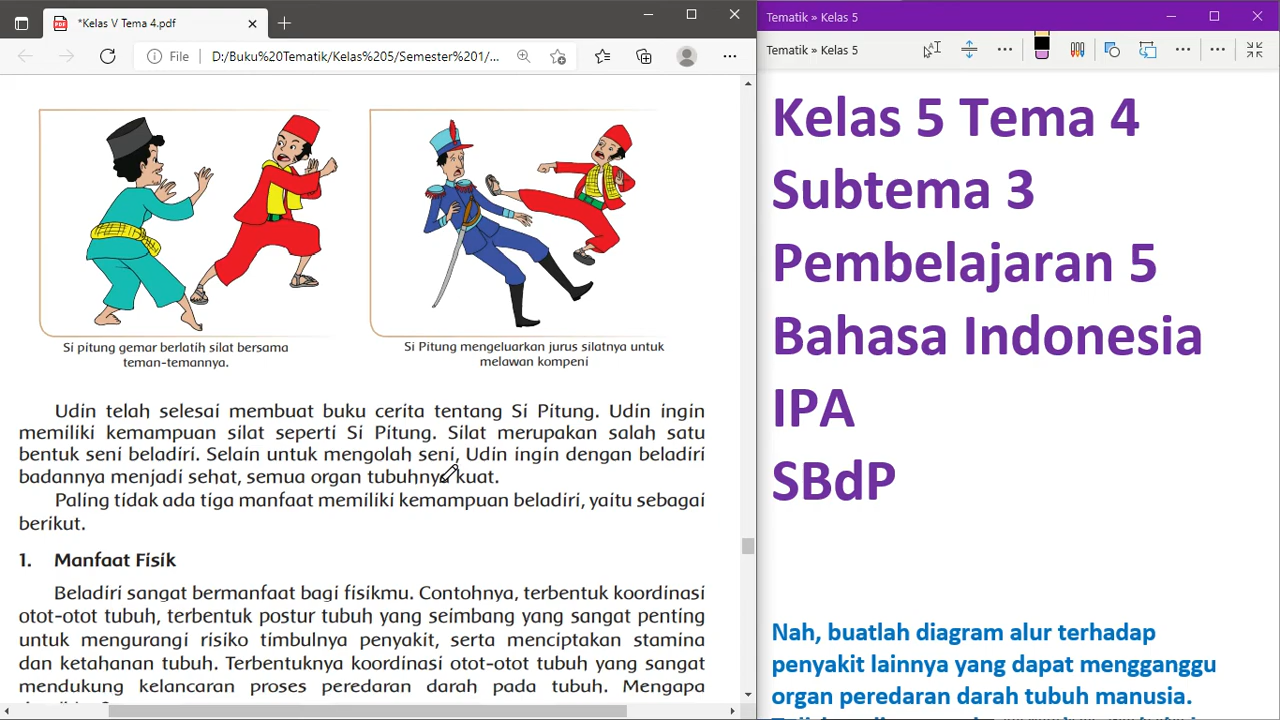 *Kelas V Tema 4.pdf
File
D:/Buku%20Tematik/Kelas%205/Semester%201/...
Si pitung gemar berlatih silat bersama
teman-temannya.
Si Pitung mengeluarkan jurus silatnya untuk
melawan kompeni
Udin telah selesai membuat buku cerita tentang Si Pitung. Udin ingin
memiliki kemampuan silat seperti Si Pitung. Silat merupakan salah satu
bentuk seni beladiri. Selain untuk mengolah seni, Udin ingin dengan beladiri
badannya menjadi sehat, semua organ tubuhnya kuat.
Paling tidak ada tiga manfaat memiliki kemampuan beladiri, yaitu sebagai
berikut.
1. Manfaat Fisik
Beladiri sangat bermanfaat bagi fisikmu. Contohnya, terbentuk koordinasi
otot-otot tubuh, terbentuk postur tubuh yang seimbang yang sangat penting
untuk mengurangi risiko timbulnya penyakit, serta menciptakan stamina
dan ketahanan tubuh. Terbentuknya koordinasi otot-otot tubuh yang sangat
mendukung kelancaran proses peredaran darah pada tubuh. Mengapa
Tematik » Kelas 5
Tematik » Kelas 5
Kelas 5 Tema 4
Subtema 3
Pembelajaran 5
Bahasa Indonesia
IPA
SBdP
Nah, buatlah diagram alur terhadap
penyakit lainnya yang dapat mengganggu
organ peredaran darah tubuh manusia.